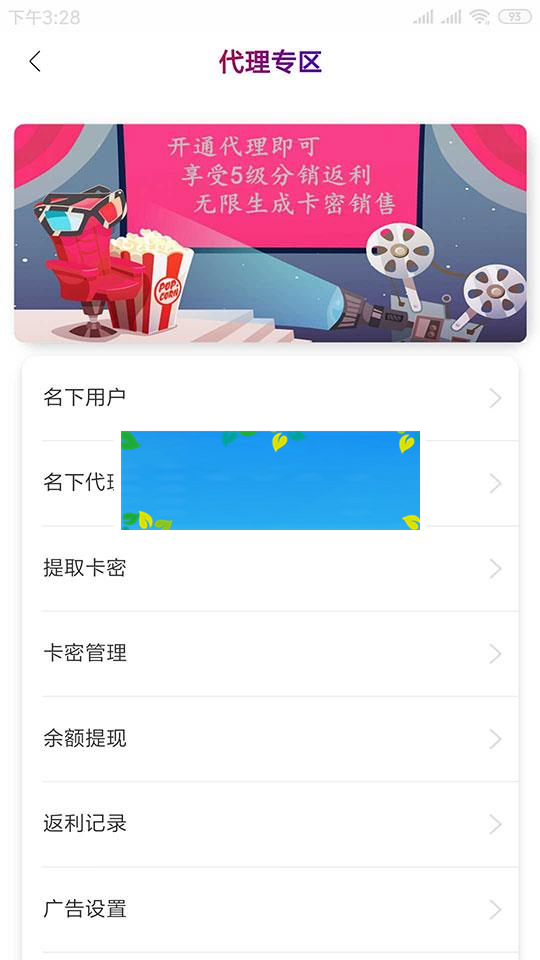 下午3:28
93
代理专区
开通代理即可
享受5级分销返利
无限生成卡密销售
POP
CORN
名下用户
名下代
提取卡密
卡密管理
余额提现
返利记录
广告设置